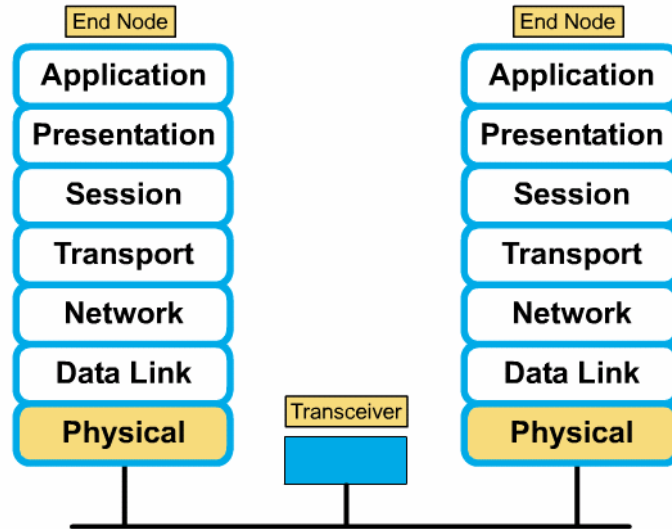 End Node
Application
Presentation
Session
Transport
Network
Data Link
Physical
Transceiver
End Node
Application
Presentation
Session
Transport
Network
Data Link
Physical